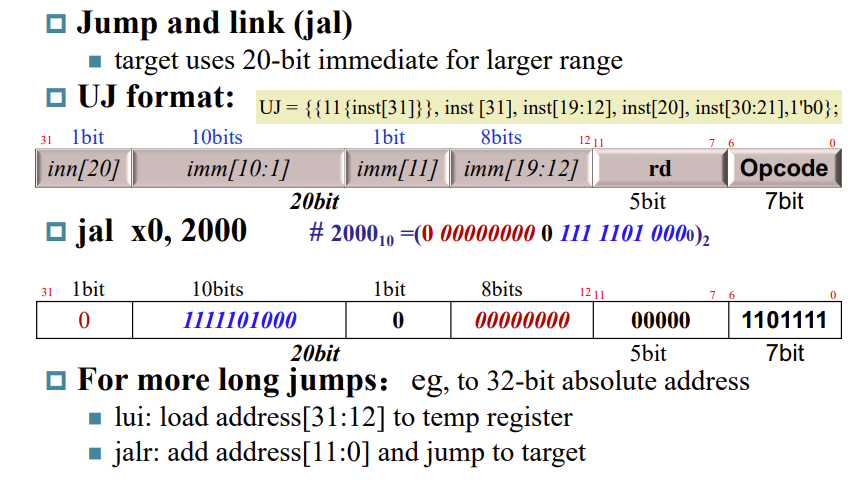 Jump and link (jal)
target uses 20-bit immediate for larger range
UJ format: UJ = {{11{inst[31]}}, inst [31], inst[19:12], inst[20], inst[30:21],1'b0};
31 1bit 10bits 1bit 8bits 12 11 7 6 0
inn[20] imm[10:1] imm[11] imm[19:12] rd Opcode
20bit 5bit 7bit
jal x0, 2000 # 2000₁₀ =(0 00000000 0 111 1101 0000)₂
31 1bit 10bits 1bit 8bits 12 11 7 6 0
0 1111101000 0 00000000 00000 1101111
20bit 5bit 7bit
For more long jumps： eg, to 32-bit absolute address
lui: load address[31:12] to temp register
jalr: add address[11:0] and jump to target